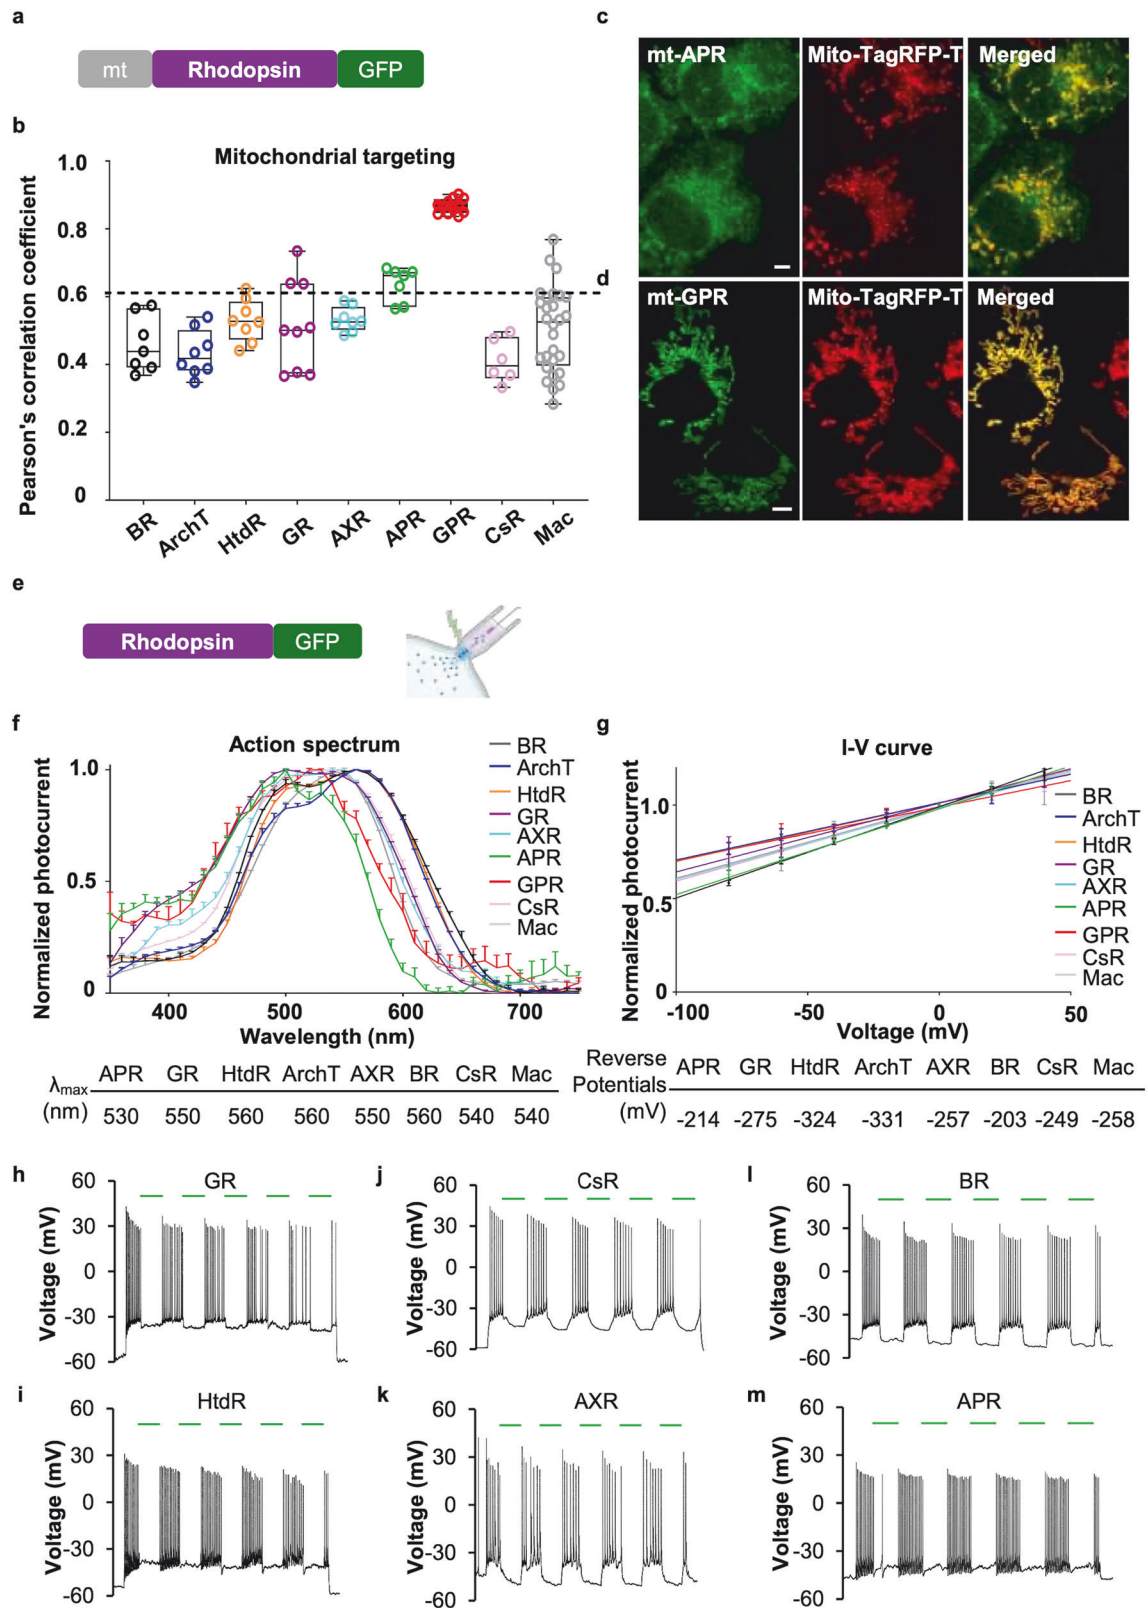 a
mt Rhodopsin GFP
b
Mitochondrial targeting
Pearson's correlation coefficient
1.0
0.8
0.6
0.4
0.2
0
BR ArchT HtdR GR AXR APR GPR CsR Mac
c
mt-APR Mito-TagRFP-T Merged
d
mt-GPR Mito-TagRFP-T Merged
e
Rhodopsin GFP
f
Action spectrum
Normalized photocurrent
1.0
0.5
0
400 500 600 700
Wavelength (nm)
BR
ArchT
HtdR
GR
AXR
APR
GPR
CsR
Mac
λmax (nm)
APR GR HtdR ArchT AXR BR CsR Mac
530 550 560 560 550 560 540 540
g
I-V curve
Normalized photocurrent
1.0
0.5
0
-100 -50 0 50
Voltage (mV)
BR
ArchT
HtdR
GR
AXR
APR
GPR
CsR
Mac
Reverse
Potentials
(mV)
APR GR HtdR ArchT AXR BR CsR Mac
-214 -275 -324 -331 -257 -203 -249 -258
h
GR
Voltage (mV)
60
30
0
-30
-60
j
CsR
Voltage (mV)
60
30
0
-30
-60
l
BR
Voltage (mV)
60
30
0
-30
-60
i
HtdR
Voltage (mV)
60
30
0
-30
-60
k
AXR
Voltage (mV)
60
30
0
-30
-60
m
APR
Voltage (mV)
60
30
0
-30
-60